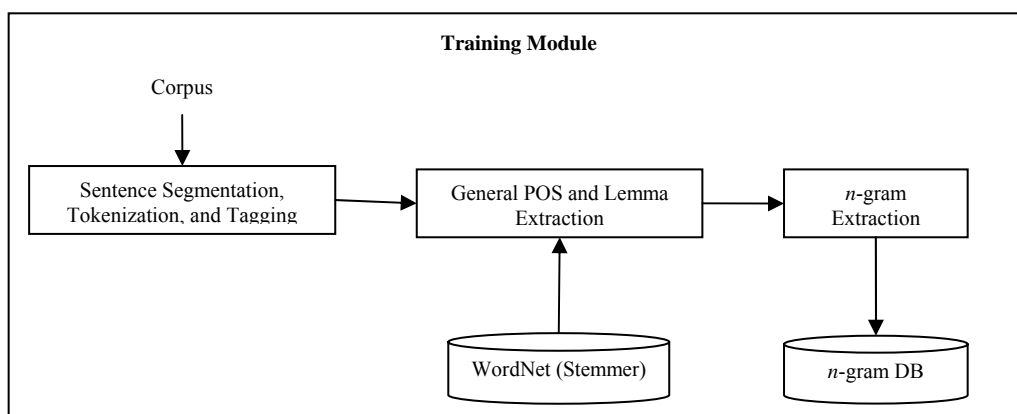 Training Module
Corpus
Sentence Segmentation,
Tokenization, and Tagging
General POS and Lemma
Extraction
n-gram
Extraction
WordNet (Stemmer)
n-gram DB